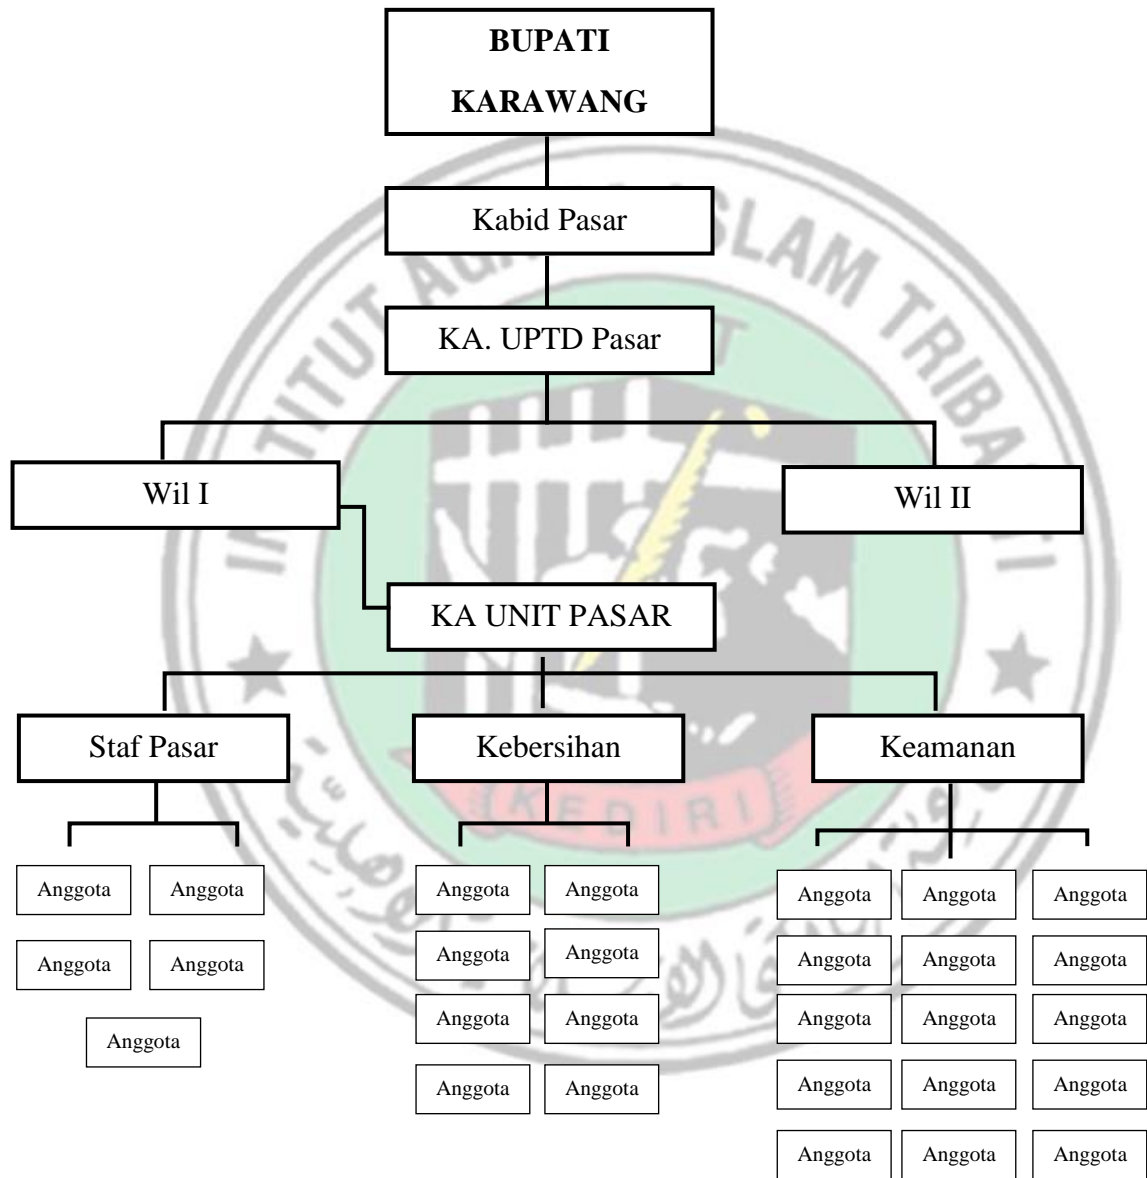 BUPATI
KARAWANG
Kabid Pasar
KA. UPTD Pasar
Wil I
Wil II
KA UNIT PASAR
Staf Pasar
Kebersihan
Keamanan
KEDIRI
Anggota Anggota
Anggota Anggota
Anggota
Anggota Anggota
Anggota Anggota
Anggota Anggota
Anggota Anggota
Anggota Anggota Anggota
Anggota Anggota Anggota
Anggota Anggota Anggota
Anggota Anggota Anggota
Anggota Anggota Anggota